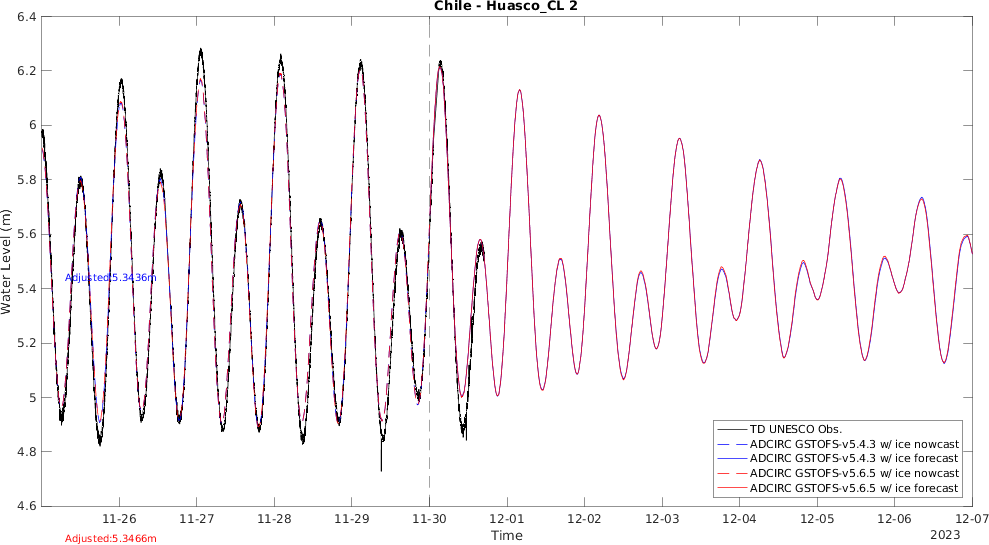 Chile - Huasco_CL 2
6.4
6.2
6
5.8
5.6
5.4
5.2
5
4.8
4.6
Water Level (m)
Adjusted:5.3436m
TD UNESCO Obs.
ADCIRC GSTOFS-v5.4.3 w/ ice nowcast
ADCIRC GSTOFS-v5.4.3 w/ ice forecast
ADCIRC GSTOFS-v5.6.5 w/ ice nowcast
ADCIRC GSTOFS-v5.6.5 w/ ice forecast
11-26 11-27 11-28 11-29 11-30 12-01 12-02 12-03 12-04 12-05 12-06 12-07
2023
Time
Adjusted:5.3466m